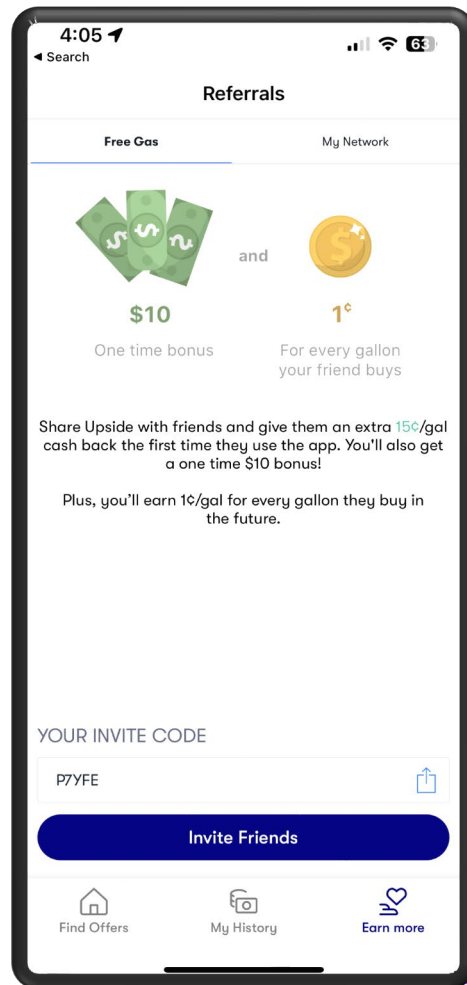 4:05
63
◀ Search
Referrals
Free Gas
My Network
and
$10
1¢
One time bonus
For every gallon
your friend buys
Share Upside with friends and give them an extra 15¢/gal
cash back the first time they use the app. You'll also get
a one time $10 bonus!
Plus, you’ll earn 1¢/gal for every gallon they buy in
the future.
YOUR INVITE CODE
P7YFE
Invite Friends
Find Offers
My History
Earn more